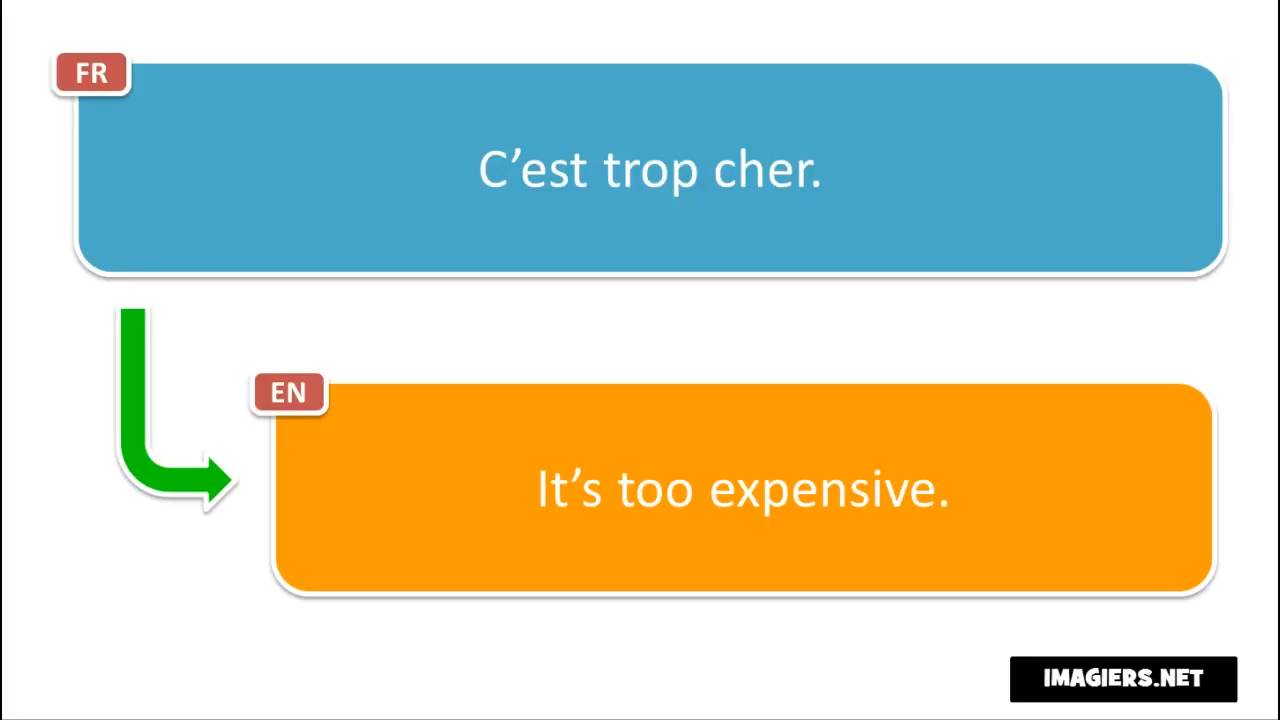 FR
C’est trop cher.
EN
It’s too expensive.
IMAGIERS.NET